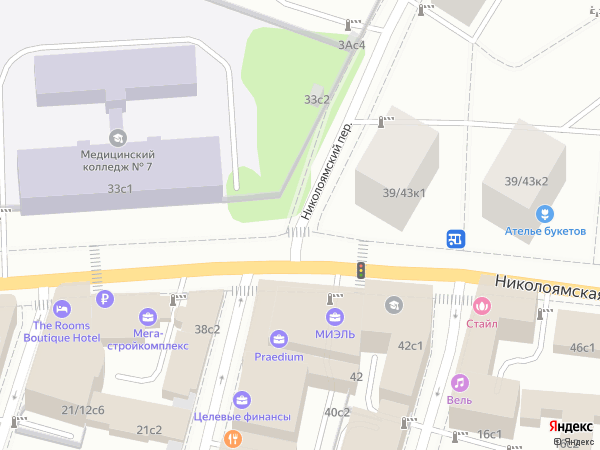 3Ас4
33с2
Николоямский пер.
Медицинский
колледж № 7
33с1
39/43к1
39/43к2
Ателье букетов
Николоямская
The Rooms
Boutique Hotel
₽
Мега-
стройкомплекс
38с2
МИЭЛЬ
Praedium
42с1
Стайл
46с1
42
Вель
21/12с6
21с2
Целевые финансы
40с2
16с1
16с2
Яндекс
© Яндекс